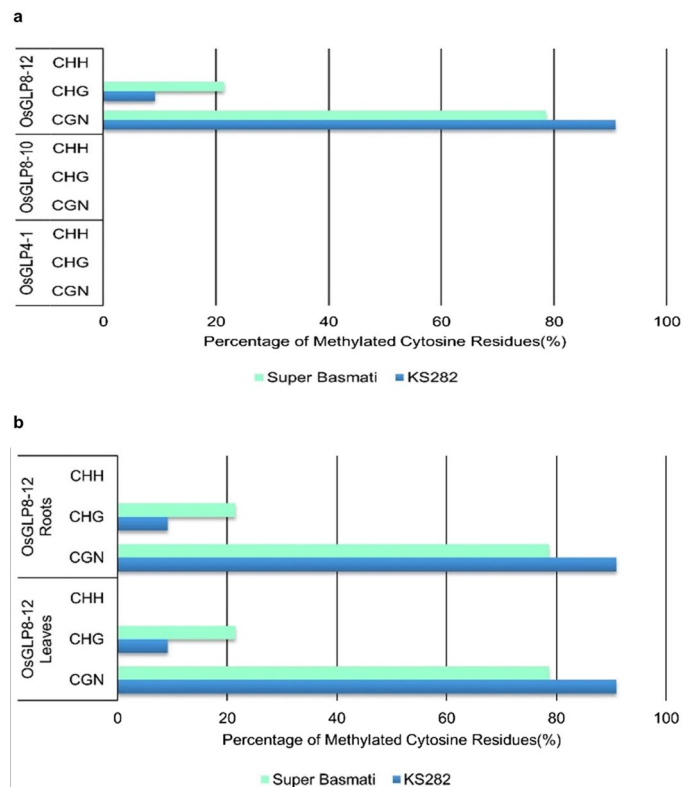 a
OsGLP8-12
CHH
CHG
CGN
OsGLP8-10
CHH
CHG
CGN
OsGLP4-1
CHH
CHG
CGN
0 20 40 60 80 100
Percentage of Methylated Cytosine Residues(%)
Super Basmati KS282
b
OsGLP8-12
Roots
CHH
CHG
CGN
OsGLP8-12
Leaves
CHH
CHG
CGN
0 20 40 60 80 100
Percentage of Methylated Cytosine Residues(%)
Super Basmati KS282